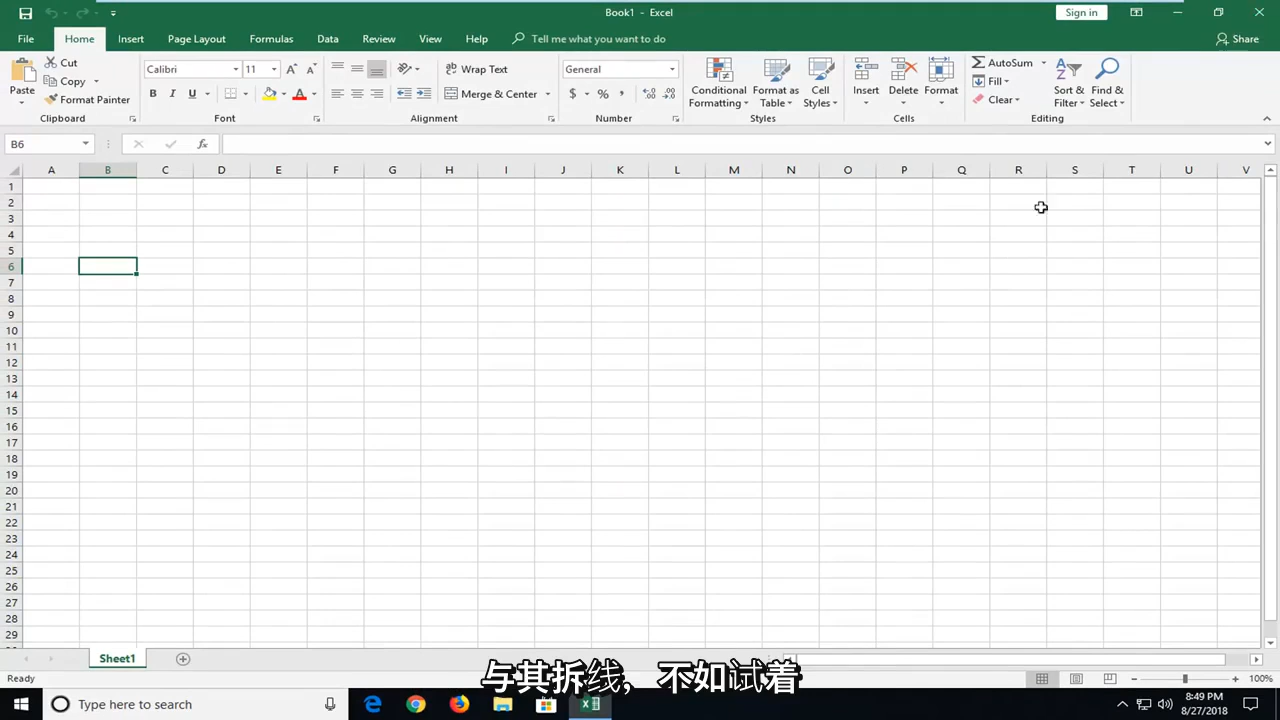 Book1 - Excel
Sign in
File Home Insert Page Layout Formulas Data Review View Help Tell me what you want to do Share
Paste Cut Copy Format Painter Clipboard
Calibri 11 A A B I U A Font
Wrap Text Merge & Center Alignment
General $ % , Number
Conditional Formatting Format as Table Cell Styles Styles
Insert Delete Format Cells
AutoSum Fill Clear Sort & Filter Find & Select Editing
B6 fx
A B C D E F G H I J K L M N O P Q R S T U V
1
2
3
4
5
6
7
8
9
10
11
12
13
14
15
16
17
18
19
20
21
22
23
24
25
26
27
28
29
Sheet1
与其拆线，不如试着
Ready 100%
Type here to search 8:49 PM
8/27/2018